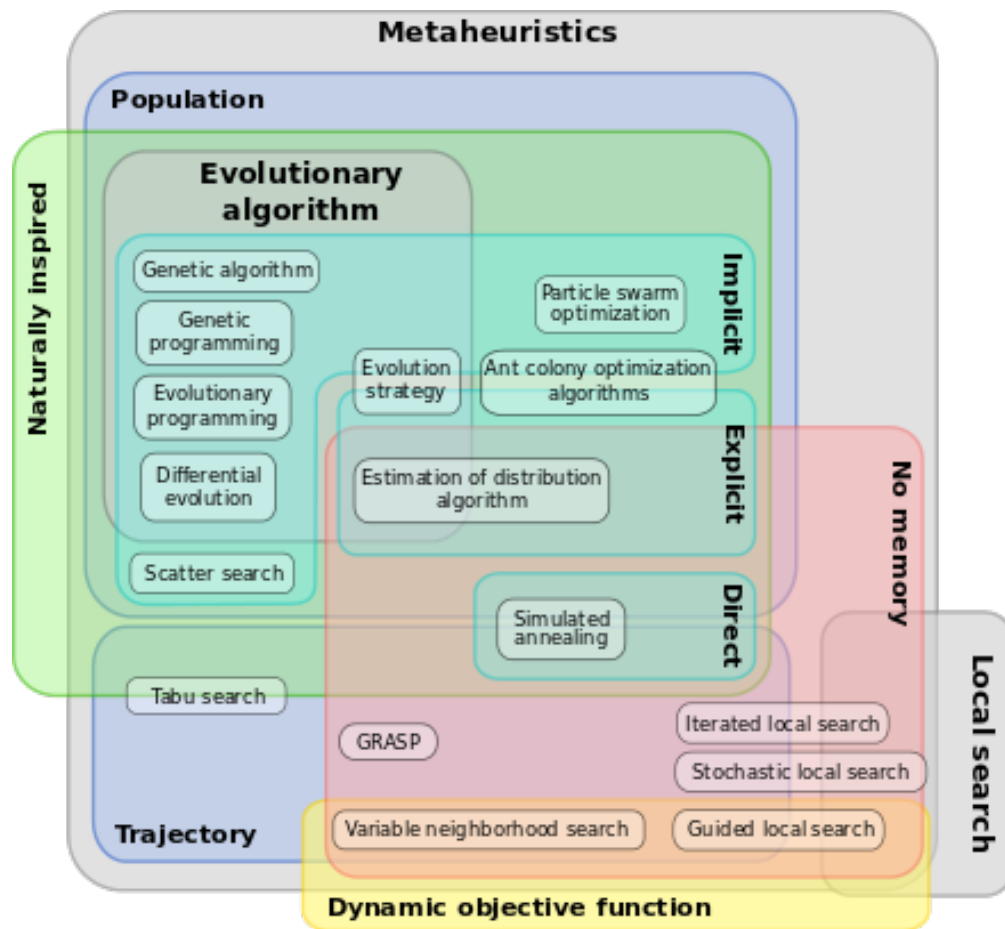 Metaheuristics
Population
Naturally inspired
Evolutionary
algorithm
Genetic algorithm
Genetic
programming
Evolutionary
programming
Differential
evolution
Scatter search
Evolution
strategy
Particle swarm
optimization
Ant colony optimization
algorithms
Implicit
Explicit
Estimation of distribution
algorithm
No memory
Direct
Simulated
annealing
Tabu search
GRASP
Iterated local search
Stochastic local search
Local search
Trajectory
Variable neighborhood search
Guided local search
Dynamic objective function